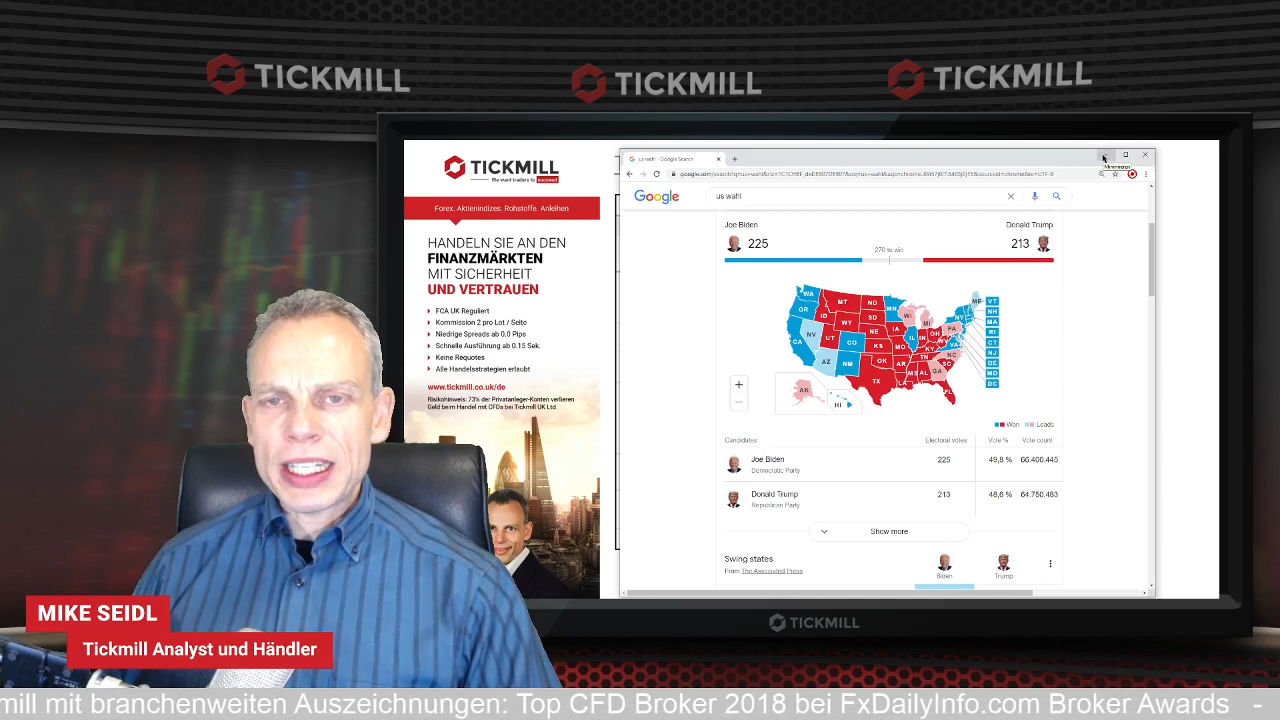 TICKMILL
TICKMILL
TICKMILL
TICKMILL
We want traders to succeed
Forex. Aktienindizes. Rohstoffe. Anleihen
HANDELN SIE AN DEN
FINANZMÄRKTEN
MIT SICHERHEIT
UND VERTRAUEN
FCA UK Reguliert
Kommission 2 pro Lot / Seite
Niedrige Spreads ab 0.0 Pips
Schnelle Ausführung ab 0.15 Sek.
Keine Requotes
Alle Handelsstrategien erlaubt
www.tickmill.co.uk/de
Risikohinweis: 73% der Privatanleger-Konten verlieren
Geld beim Handel mit CFDs bei Tickmill UK Ltd.
us wahl - Google Search
Google
us wahl
Joe Biden
Donald Trump
225
270 to win
213
WA
OR
CA
NV
ID
MT
WY
UT
AZ
CO
NM
ND
SD
NE
KS
OK
TX
MN
IA
MO
AR
LA
WI
IL
MI
IN
OH
KY
TN
MS
AL
GA
FL
SC
NC
VA
WV
PA
NY
ME
AK
HI
VT
NH
MA
RI
CT
NJ
DE
MD
DC
Won
Leads
Candidates
Electoral votes
Vote %
Vote count
Joe Biden
Democratic Party
225
49,8 %
66.400.445
Donald Trump
Republican Party
213
48,6 %
64.750.483
Show more
Swing states
From The Associated Press
Biden
Trump
TICKMILL
MIKE SEIDL
Tickmill Analyst und Händler
mill mit branchenweiten Auszeichnungen: Top CFD Broker 2018 bei FxDailyInfo.com Broker Awards -